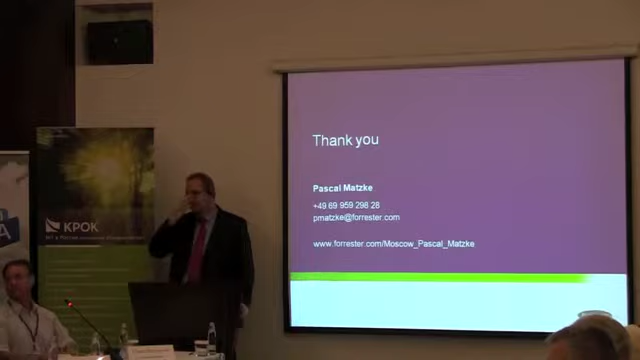 КРОК
А
Thank you
Pascal Matzke
+49 69 959 298 28
pmatzke@forrester.com
www.forrester.com/Moscow_Pascal_Matzke